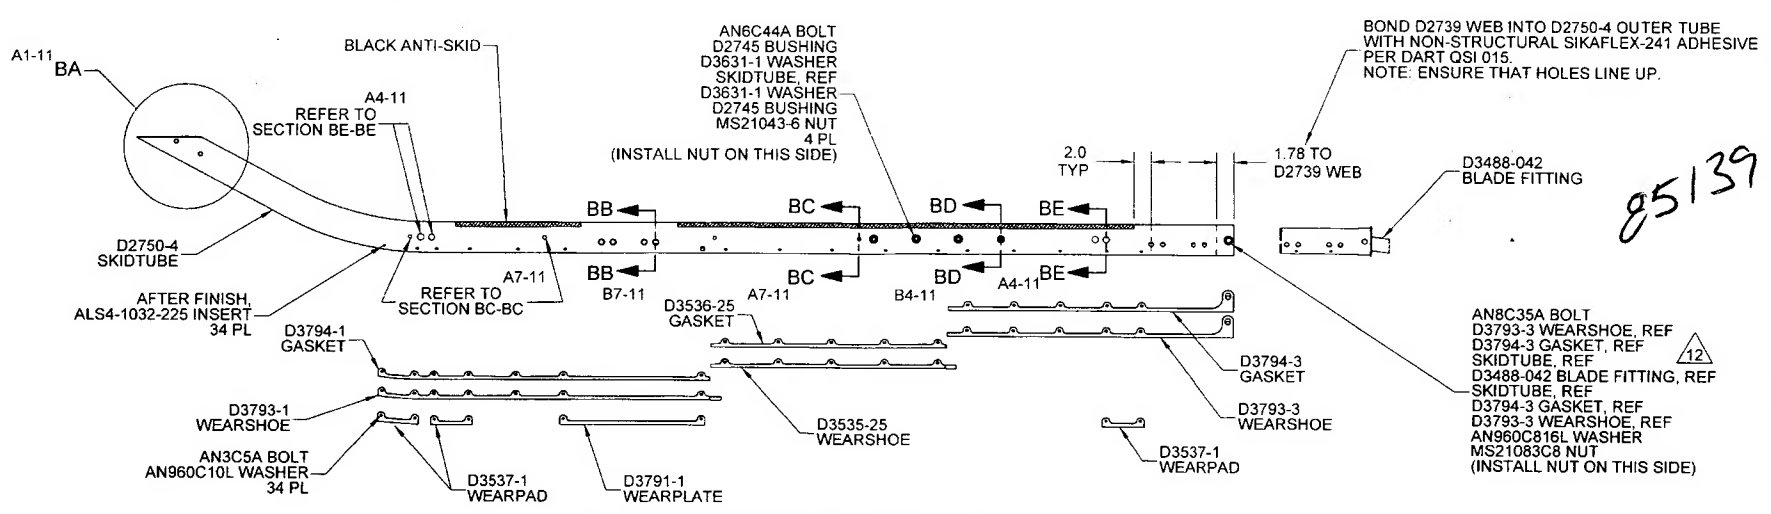 A1-11
BA
BLACK ANTI-SKID
A4-11
REFER TO
SECTION BE-BE
AN6C44A BOLT
D2745 BUSHING
D3631-1 WASHER
SKIDTUBE, REF
D3631-1 WASHER
D2745 BUSHING
MS21043-6 NUT
4 PL
(INSTALL NUT ON THIS SIDE)
BOND D2739 WEB INTO D2750-4 OUTER TUBE
WITH NON-STRUCTURAL SIKAFLEX-241 ADHESIVE
PER DART QSI 015.
NOTE: ENSURE THAT HOLES LINE UP.
2.0
TYP
1.78 TO
D2739 WEB
D3488-042
BLADE FITTING
85139
BB
BC
BD
BE
D2750-4
SKIDTUBE
BB
BC
BD
BE
A7-11
REFER TO
SECTION BC-BC
B7-11
A7-11
B4-11
A4-11
AFTER FINISH,
ALS4-1032-225 INSERT
34 PL
D3794-1
GASKET
D3536-25
GASKET
D3794-3
GASKET
D3793-1
WEARSHOE
D3535-25
WEARSHOE
D3793-3
WEARSHOE
AN3C5A BOLT
AN960C10L WASHER
34 PL
D3537-1
WEARPAD
D3791-1
WEARPLATE
D3537-1
WEARPAD
AN8C35A BOLT
D3793-3 WEARSHOE, REF
D3794-3 GASKET, REF
SKIDTUBE, REF
D3488-042 BLADE FITTING, REF
SKIDTUBE, REF
D3794-3 GASKET, REF
D3793-3 WEARSHOE, REF
AN960C816L WASHER
MS21083C8 NUT
(INSTALL NUT ON THIS SIDE)
12